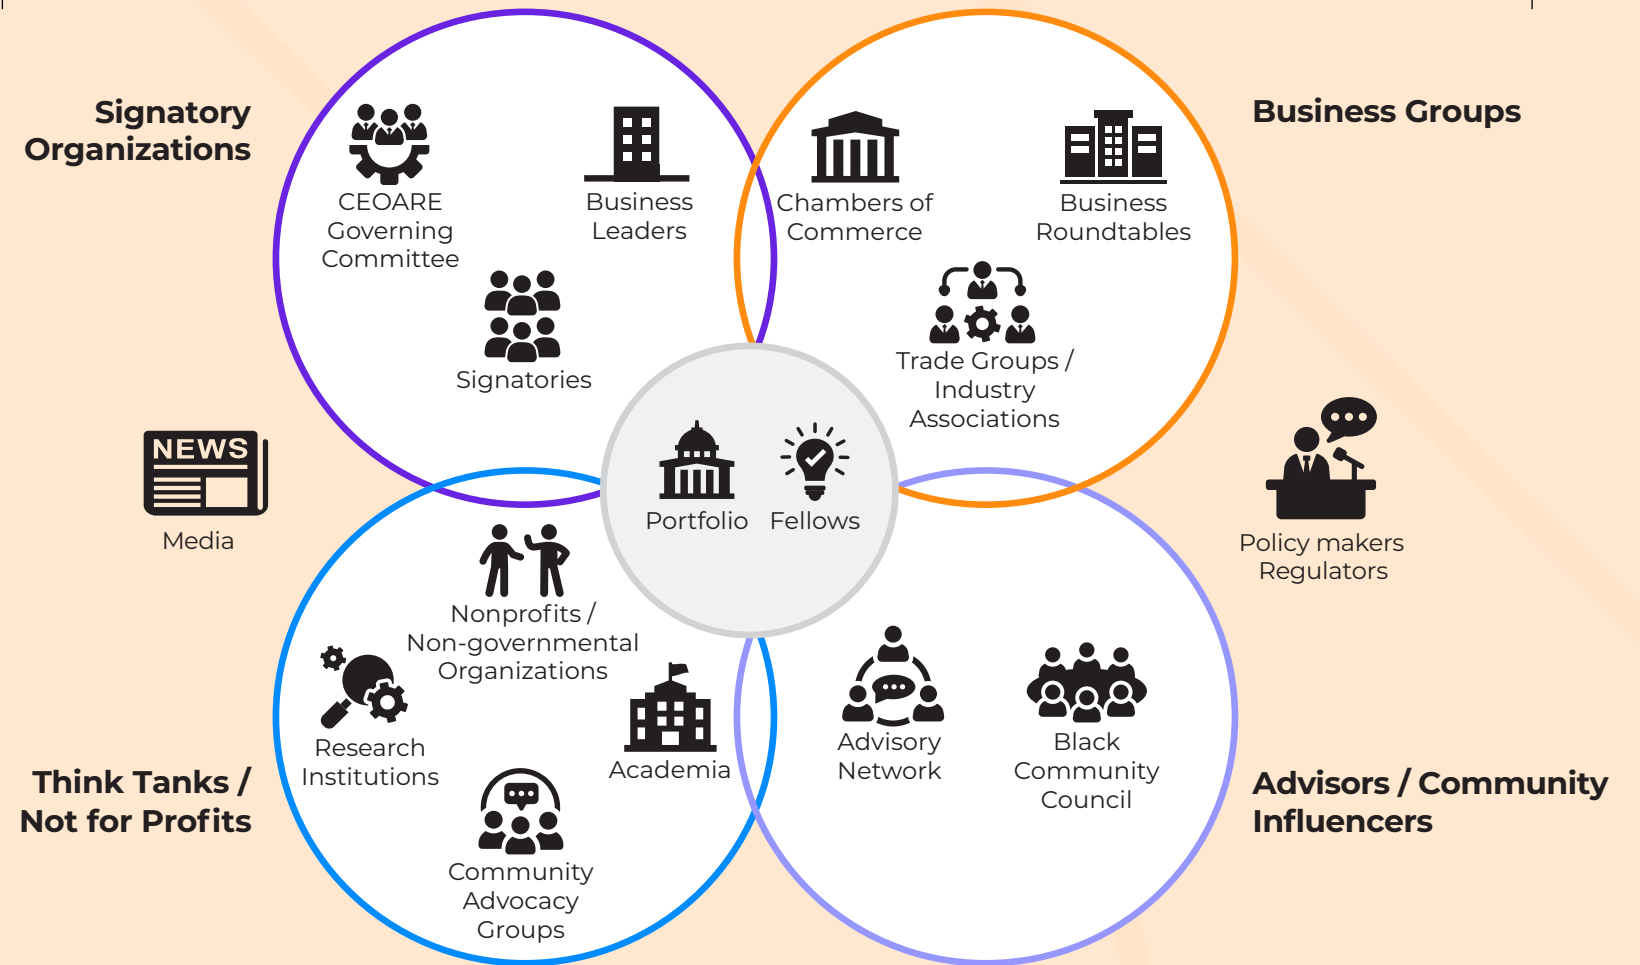 Signatory
Organizations
CEOARE
Governing
Committee
Business
Leaders
Signatories
Business Groups
Chambers of
Commerce
Business
Roundtables
Trade Groups /
Industry
Associations
NEWS
Media
Portfolio
Fellows
Policy makers
Regulators
Think Tanks /
Not for Profits
Nonprofits /
Non-governmental
Organizations
Research
Institutions
Academia
Community
Advocacy
Groups
Advisory
Network
Black
Community
Council
Advisors / Community
Influencers